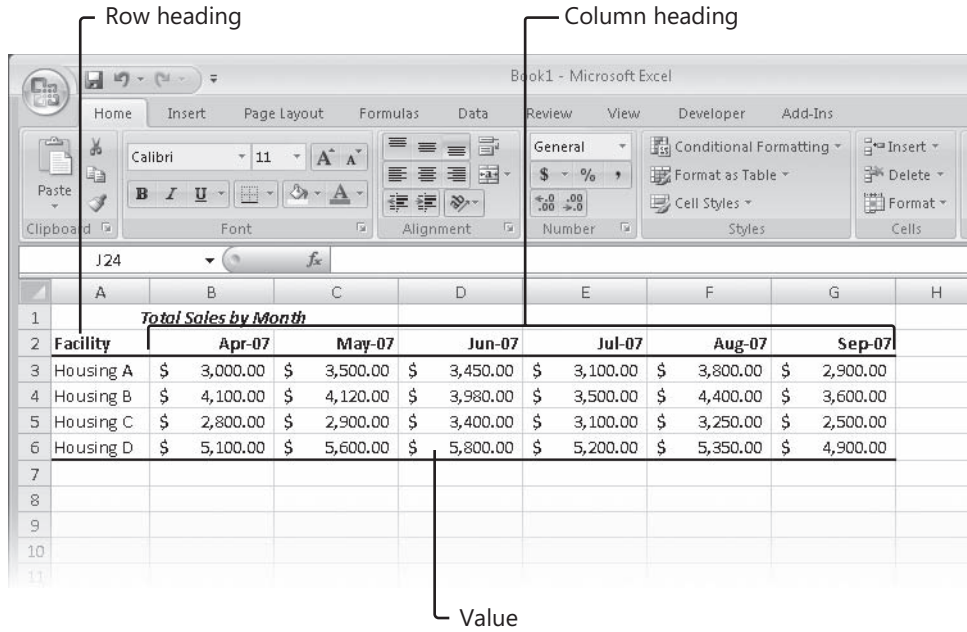 Row heading
Column heading
Book1 - Microsoft Excel
Home Insert Page Layout Formulas Data Review View Developer Add-Ins
Calibri 11 A A General Conditional Formatting Insert
Paste B I U A $ % , Format as Table Delete
.0 .00 .00 .0 Cell Styles Format
Clipboard Font Alignment Number Styles Cells
J24 fx
A B C D E F G H
1 Total Sales by Month
2 Facility Apr-07 May-07 Jun-07 Jul-07 Aug-07 Sep-07
3 Housing A $ 3,000.00 $ 3,500.00 $ 3,450.00 $ 3,100.00 $ 3,800.00 $ 2,900.00
4 Housing B $ 4,100.00 $ 4,120.00 $ 3,980.00 $ 3,500.00 $ 4,400.00 $ 3,600.00
5 Housing C $ 2,800.00 $ 2,900.00 $ 3,400.00 $ 3,100.00 $ 3,250.00 $ 2,500.00
6 Housing D $ 5,100.00 $ 5,600.00 $ 5,800.00 $ 5,200.00 $ 5,350.00 $ 4,900.00
7
8
9
10
11
Value